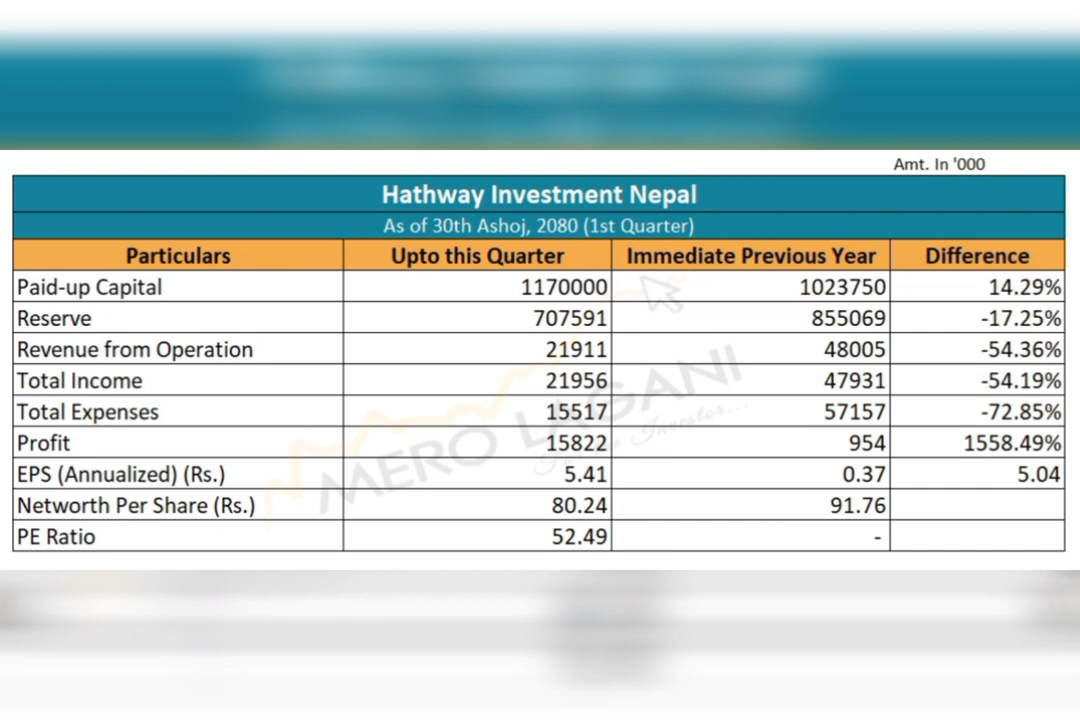 Amt. In '000
Hathway Investment Nepal
As of 30th Ashoj, 2080 (1st Quarter)
Particulars Upto this Quarter Immediate Previous Year Difference
Paid-up Capital 1170000 1023750 14.29%
Reserve 707591 855069 -17.25%
Revenue from Operation 21911 48005 -54.36%
Total Income 21956 47931 -54.19%
Total Expenses 15517 57157 -72.85%
Profit 15822 954 1558.49%
EPS (Annualized) (Rs.) 5.41 0.37 5.04
Networth Per Share (Rs.) 80.24 91.76
PE Ratio 52.49 -
MERO LAGANI